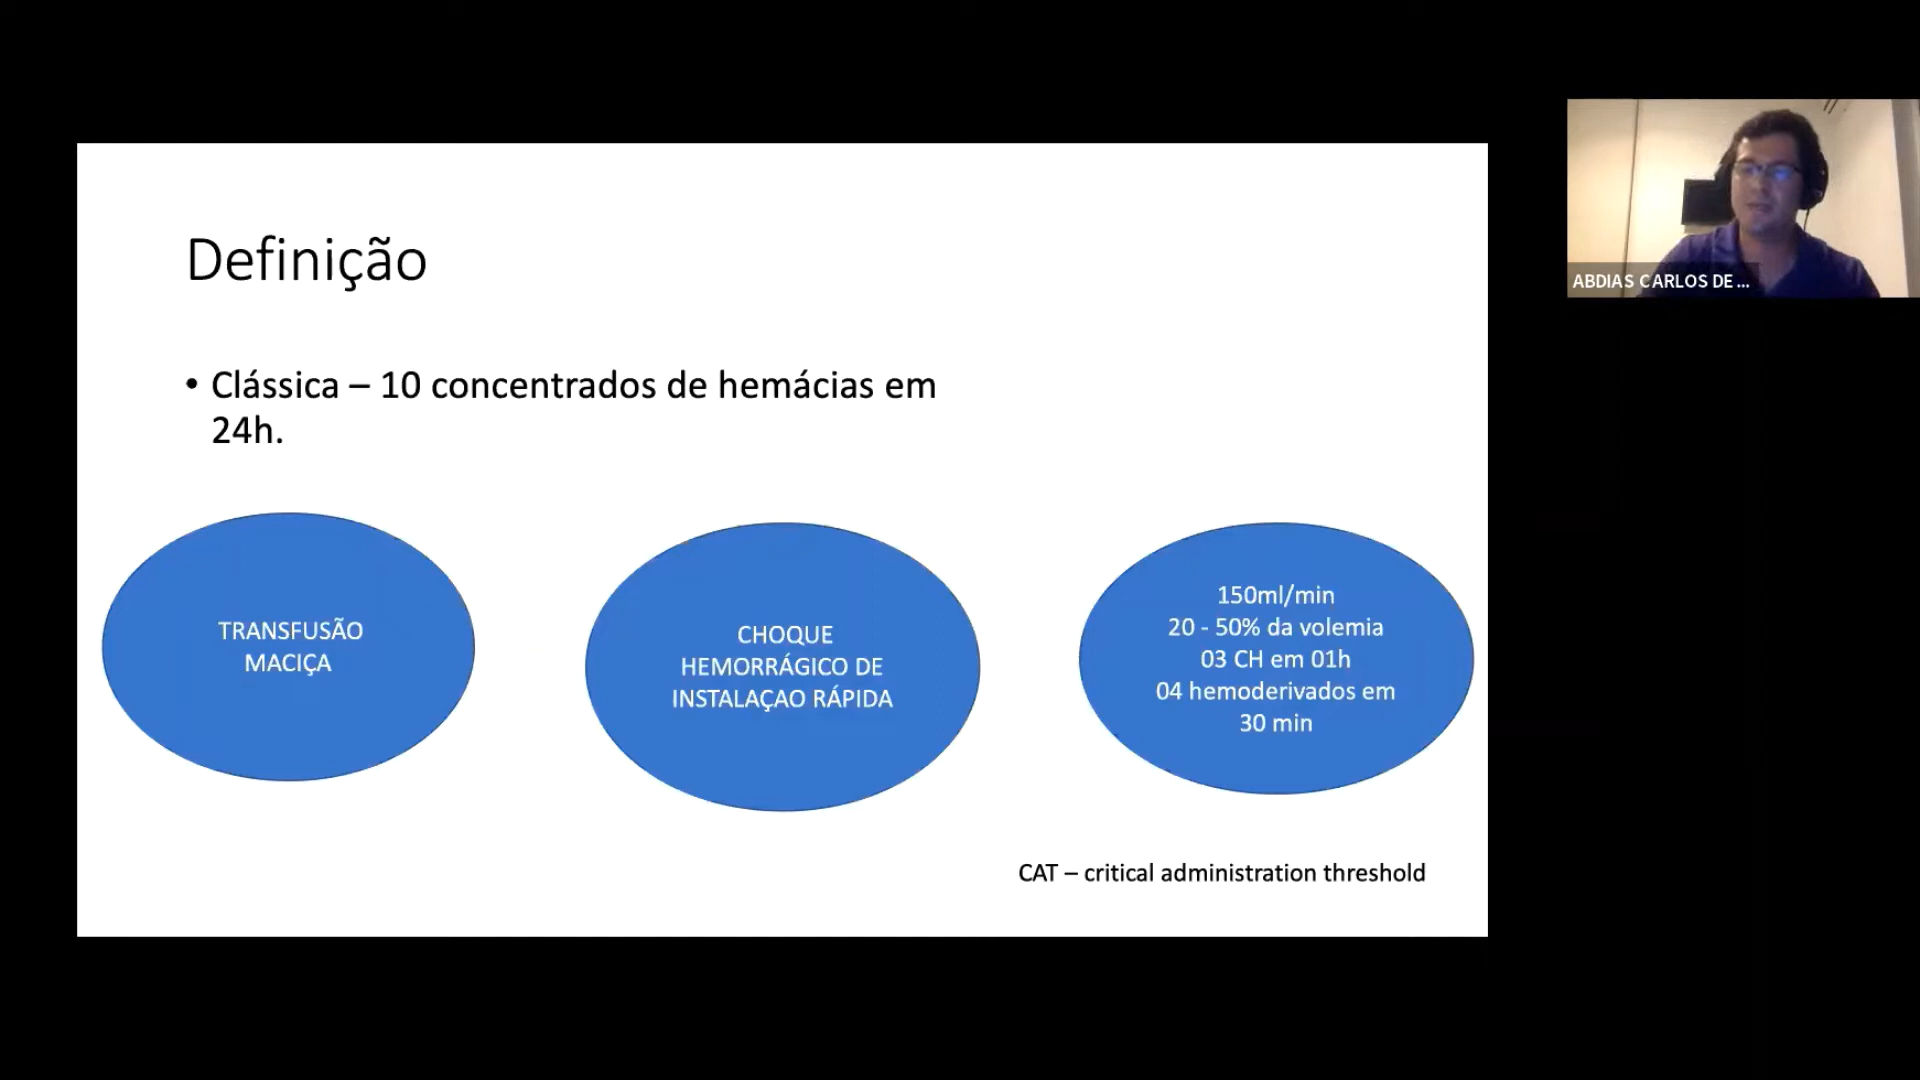 Definição
• Clássica – 10 concentrados de hemácias em
24h.
TRANSFUSÃO
MACIÇA
CHOQUE
HEMORRÁGICO DE
INSTALAÇAO RÁPIDA
150ml/min
20 - 50% da volemia
03 CH em 01h
04 hemoderivados em
30 min
CAT – critical administration threshold
ABDIAS CARLOS DE ...